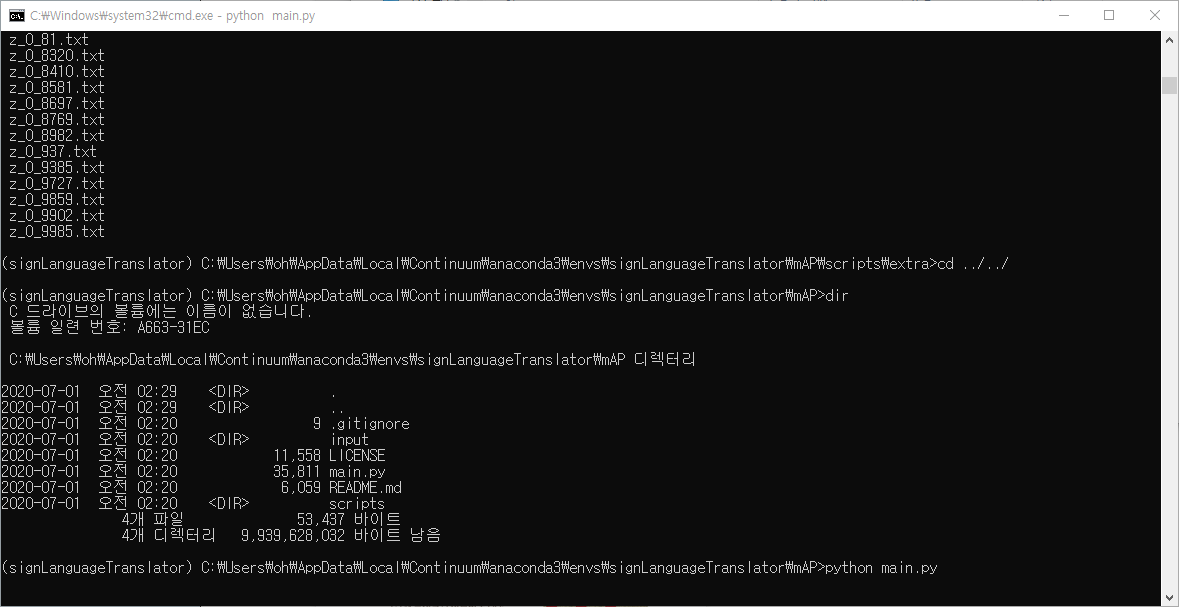 C:₩Windows₩system32₩cmd.exe - python  main.py
z_0_81.txt
z_0_8320.txt
z_0_8410.txt
z_0_8581.txt
z_0_8697.txt
z_0_8769.txt
z_0_8982.txt
z_0_937.txt
z_0_9385.txt
z_0_9727.txt
z_0_9859.txt
z_0_9902.txt
z_0_9985.txt
(signLanguageTranslator) C:₩Users₩oh₩AppData₩Local₩Continuum₩anaconda3₩envs₩signLanguageTranslator₩mAP₩scripts₩extra>cd ../../
(signLanguageTranslator) C:₩Users₩oh₩AppData₩Local₩Continuum₩anaconda3₩envs₩signLanguageTranslator₩mAP>dir
C 드라이브의 볼륨에는 이름이 없습니다.
볼륨 일련 번호: A663-31EC
C:₩Users₩oh₩AppData₩Local₩Continuum₩anaconda3₩envs₩signLanguageTranslator₩mAP 디렉터리
2020-07-01  오전 02:29    <DIR>          .
2020-07-01  오전 02:29    <DIR>          ..
2020-07-01  오전 02:20                 9 .gitignore
2020-07-01  오전 02:20    <DIR>          input
2020-07-01  오전 02:20            11,558 LICENSE
2020-07-01  오전 02:20            35,811 main.py
2020-07-01  오전 02:20             6,059 README.md
2020-07-01  오전 02:20    <DIR>          scripts
4개 파일              53,437 바이트
4개 디렉터리   9,939,628,032 바이트 남음
(signLanguageTranslator) C:₩Users₩oh₩AppData₩Local₩Continuum₩anaconda3₩envs₩signLanguageTranslator₩mAP>python main.py